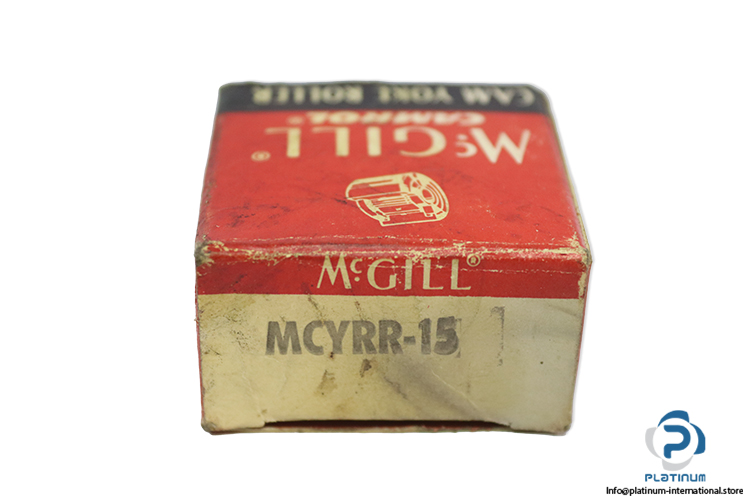 CAM YOKE ROLLER
CAMROL®
McGILL®
McGILL®
MCYRR-15
PLATINUM
Info@platinum-international.store